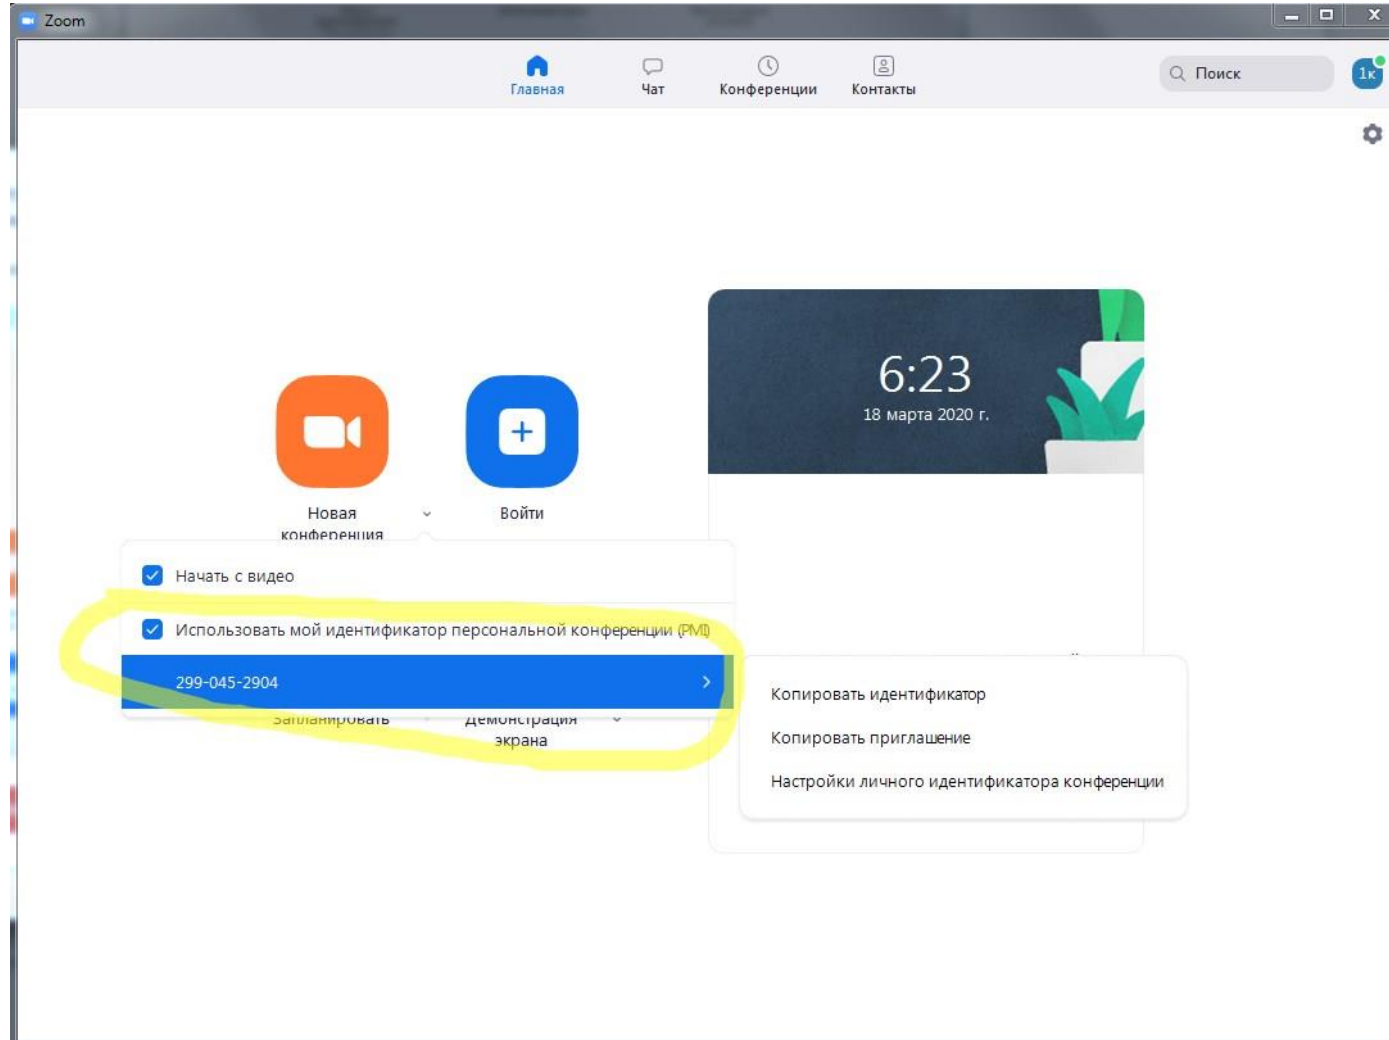 Zoom
Главная
Чат
Конференции
Контакты
Поиск
1к
6:23
18 марта 2020 г.
Новая
конференция
Войти
Начать с видео
Использовать мой идентификатор персональной конференции (PMI)
299-045-2904
Запланировать
Демонстрация
экрана
Копировать идентификатор
Копировать приглашение
Настройки личного идентификатора конференции